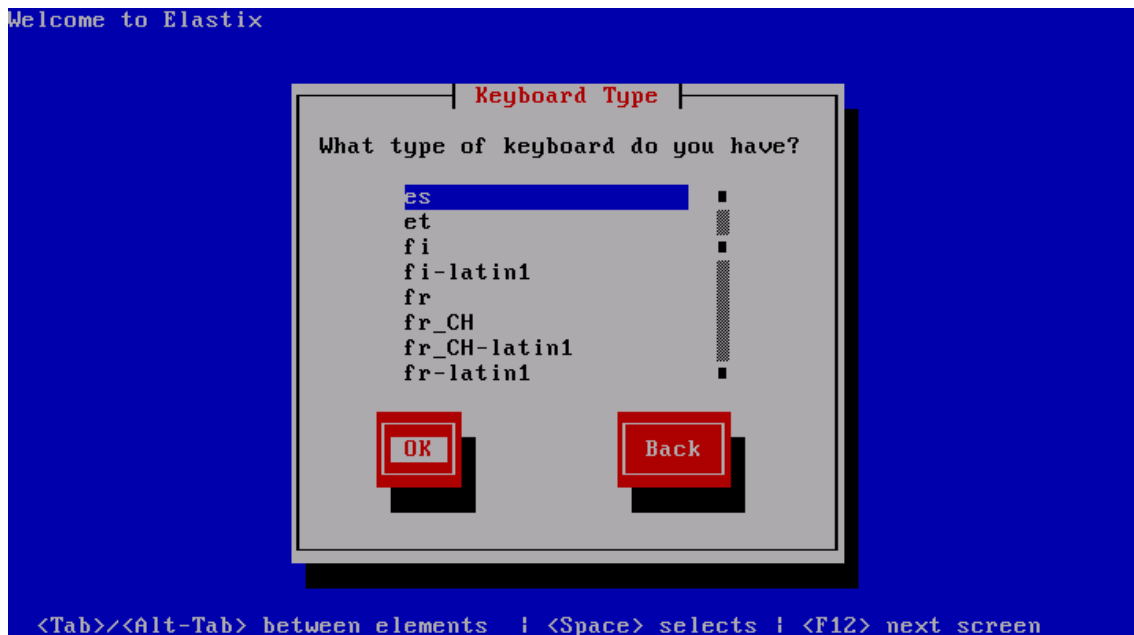 Welcome to Elastix
Keyboard Type
What type of keyboard do you have?
es
et
fi
fi-latin1
fr
fr_CH
fr_CH-latin1
fr-latin1
OK Back
<Tab>/<Alt-Tab> between elements | <Space> selects | <F12> next screen